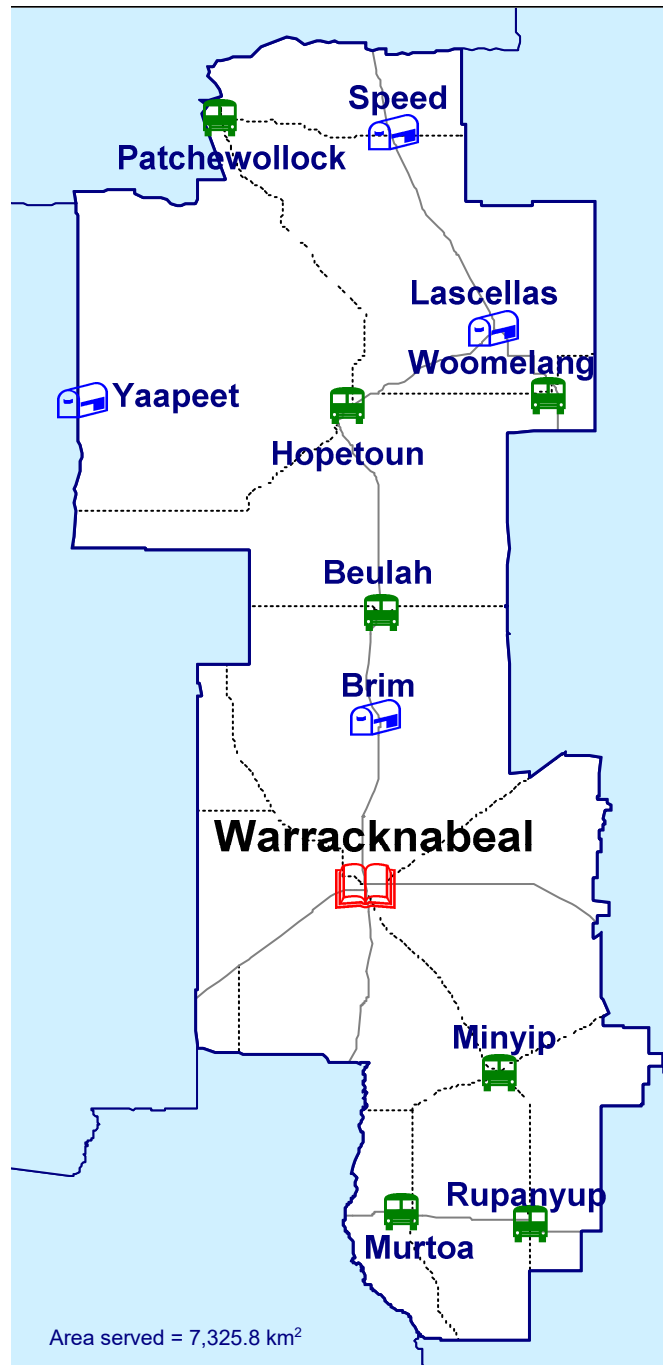 Speed
Patchewollock
Lascellas
Woomelang
Yaapeet
Hopetoun
Beulah
Brim
Warracknabeal
Minyip
Rupanyup
Murtoa
Area served = 7,325.8 km²